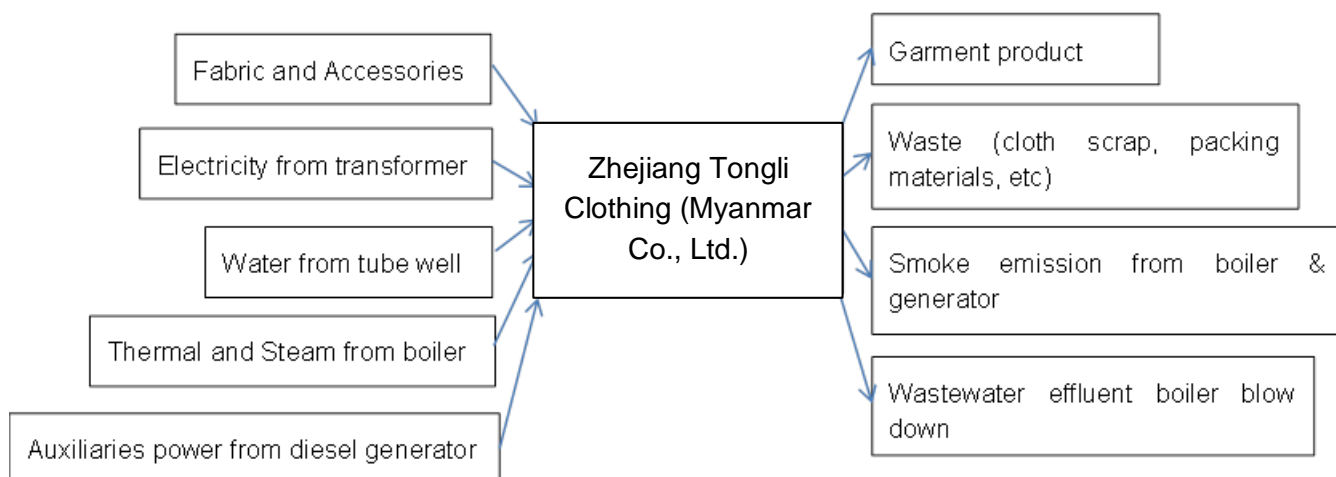 Fabric and Accessories
Electricity from transformer
Water from tube well
Thermal and Steam from boiler
Auxiliaries power from diesel generator
Zhejiang Tongli
Clothing (Myanmar
Co., Ltd.)
Garment product
Waste (cloth scrap, packing
materials, etc)
Smoke emission from boiler &
generator
Wastewater effluent boiler blow
down